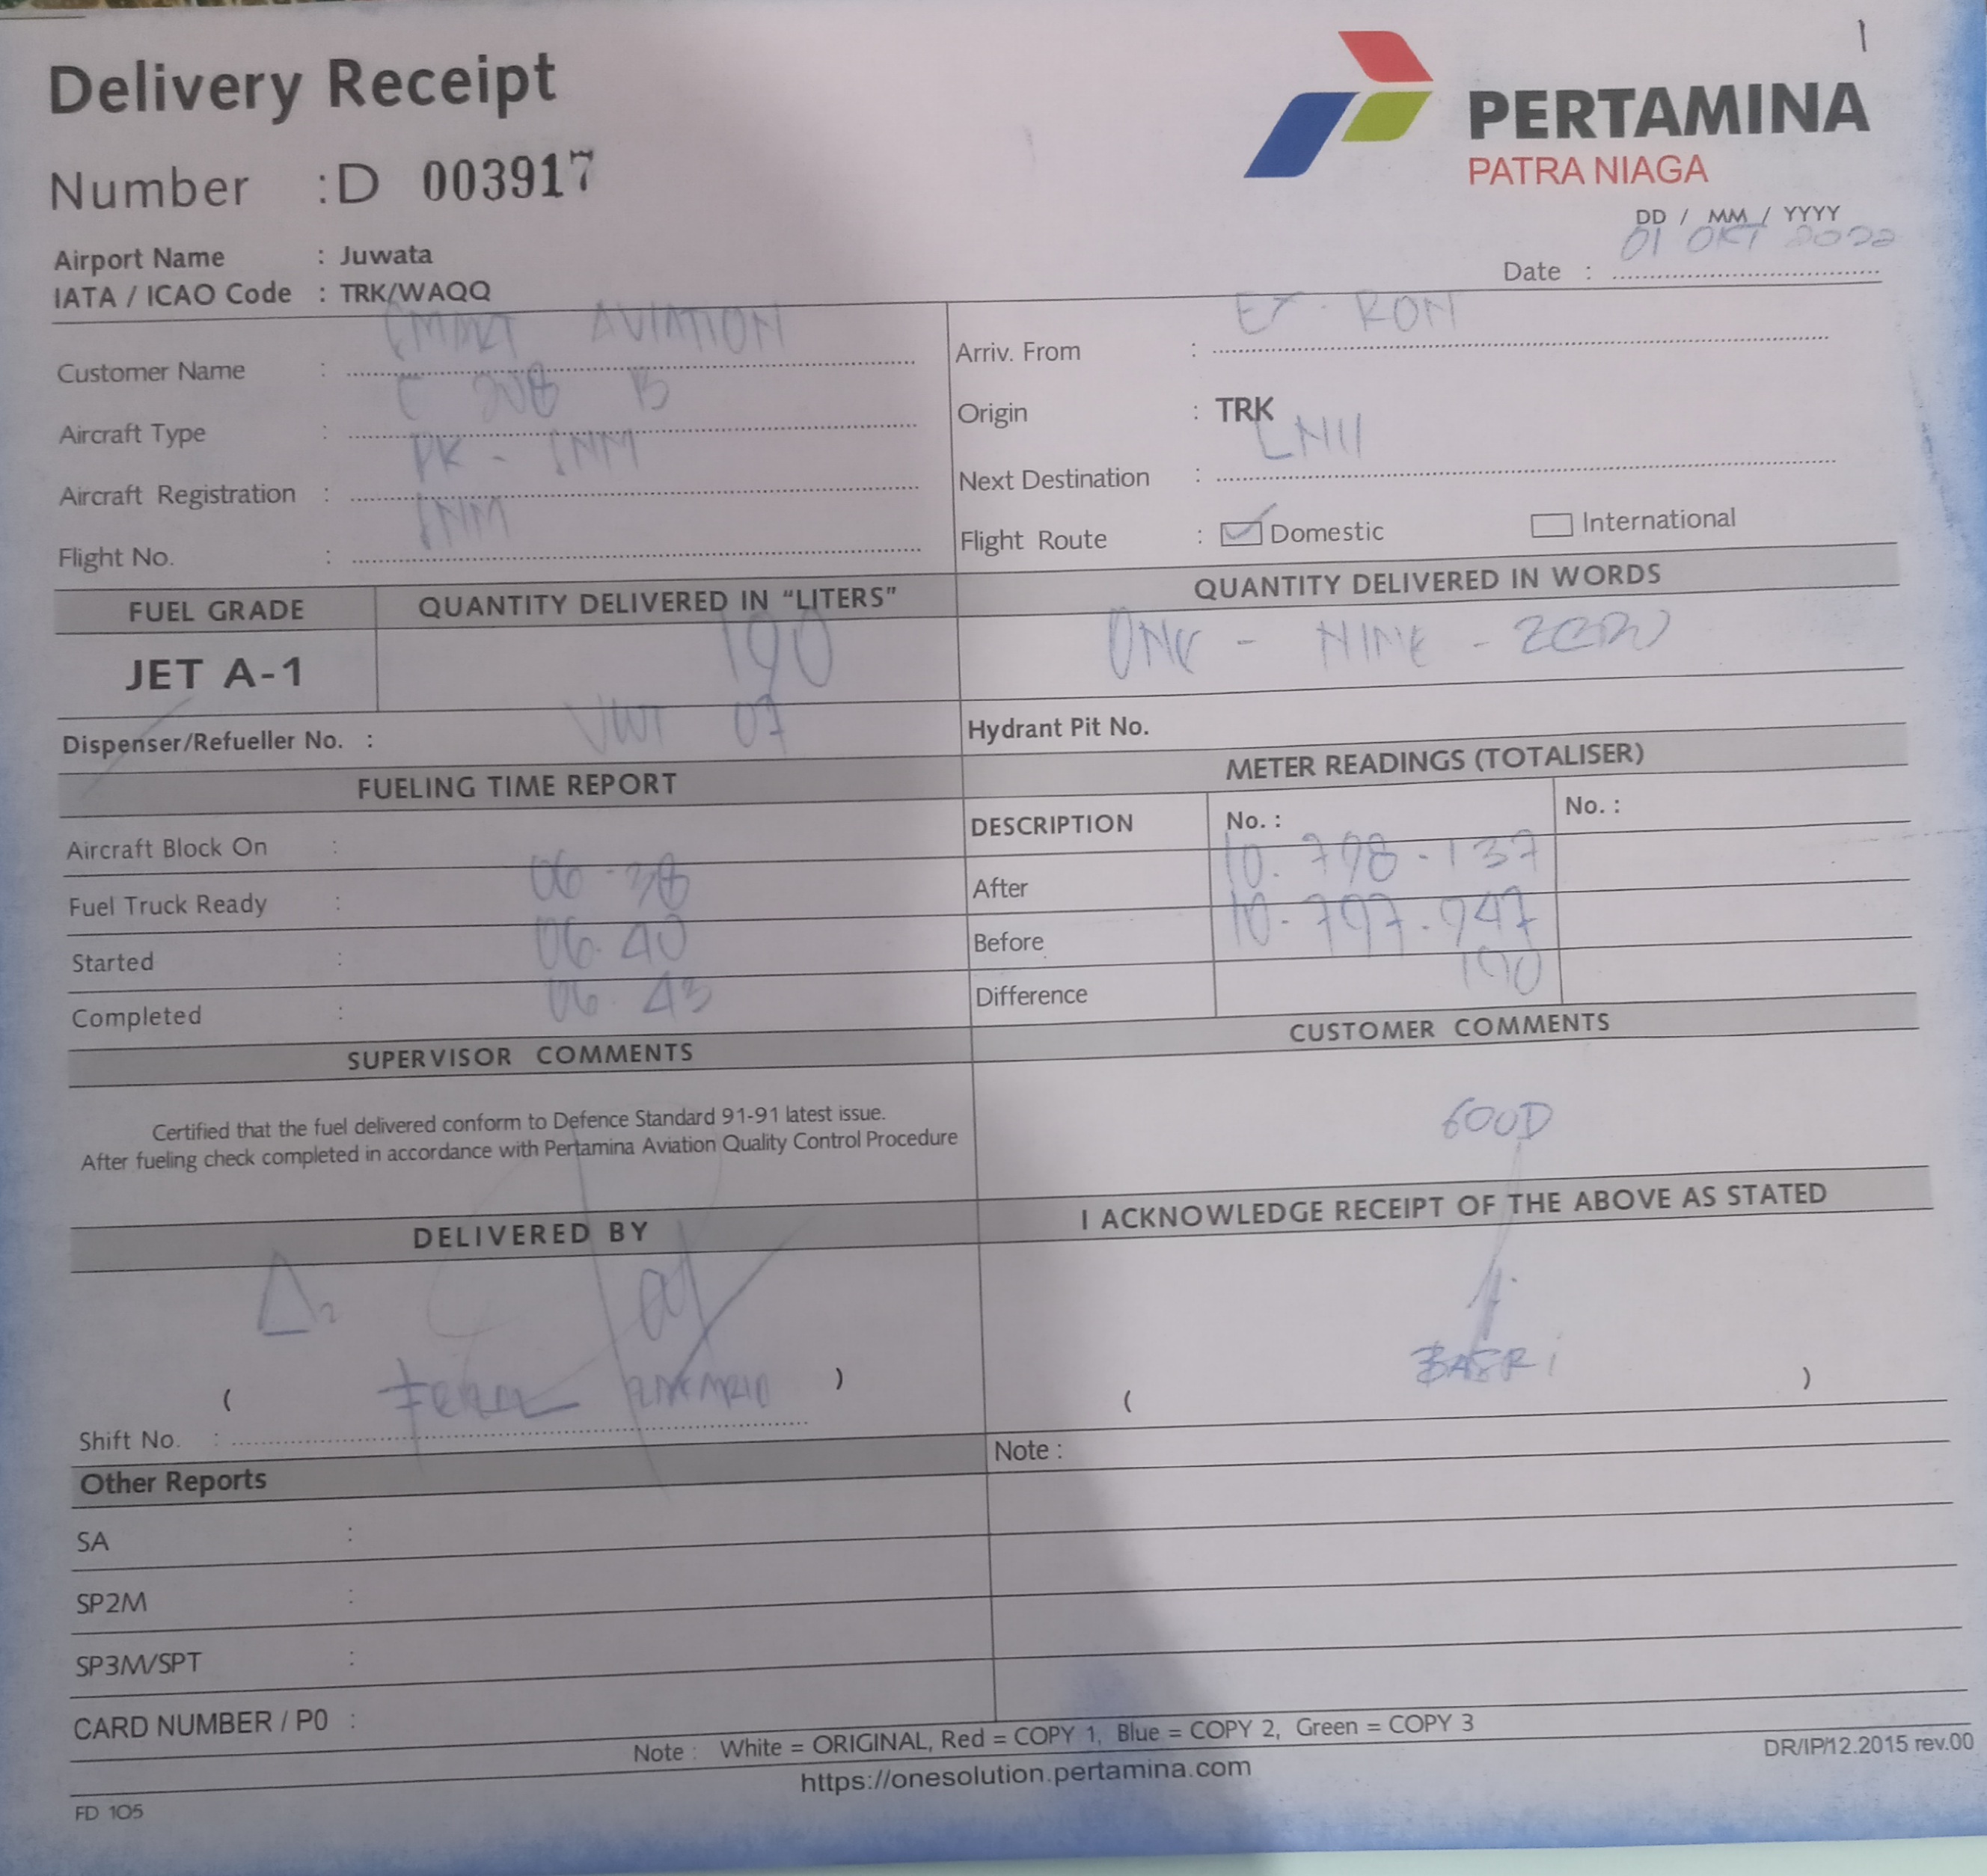 Delivery Receipt
PERTAMINA
PATRA NIAGA
Number : D 003917
DD / MM / YYYY
Date : 01 OKT 2022
Airport Name : Juwata
IATA / ICAO Code : TRK/WAQQ
Customer Name : SMART AVIATION
Aircraft Type : C 208 B
Aircraft Registration : PK - SNM
Flight No. : SNM
Arriv. From : EX - RON
Origin : TRK
Next Destination :
Flight Route : Domestic International
FUEL GRADE
QUANTITY DELIVERED IN "LITERS"
QUANTITY DELIVERED IN WORDS
JET A-1
190
ONE - NINE - ZERO
Dispenser/Refueller No. : 07
Hydrant Pit No.
FUELING TIME REPORT
Aircraft Block On :
Fuel Truck Ready : 06.38
Started : 06.40
Completed : 06.43
METER READINGS (TOTALISER)
DESCRIPTION No. : No. :
After 10.798.137
Before 10.797.947
Difference 190
SUPERVISOR COMMENTS
Certified that the fuel delivered conform to Defence Standard 91-91 latest issue.
After fueling check completed in accordance with Pertamina Aviation Quality Control Procedure
CUSTOMER COMMENTS
GOOD
DELIVERED BY
( )
Shift No. :
I ACKNOWLEDGE RECEIPT OF THE ABOVE AS STATED
( BASRI )
Other Reports
Note :
SA :
SP2M :
SP3M/SPT :
CARD NUMBER / P0 :
Note : White = ORIGINAL, Red = COPY 1, Blue = COPY 2, Green = COPY 3
https://onesolution.pertamina.com
DR/IP/12.2015 rev.00
FD 105